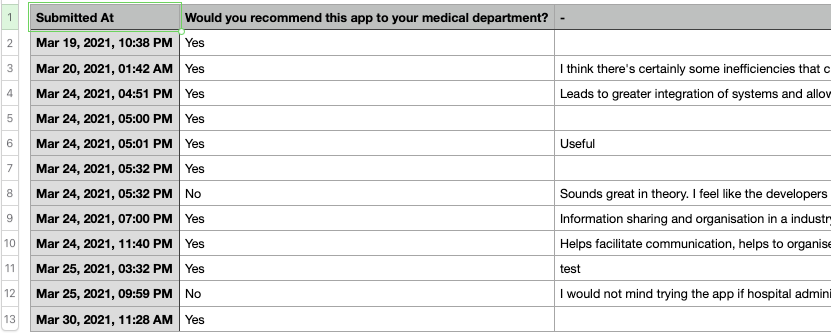 1 Submitted At Would you recommend this app to your medical department? -
2 Mar 19, 2021, 10:38 PM Yes
3 Mar 20, 2021, 01:42 AM Yes I think there's certainly some inefficiencies that c
4 Mar 24, 2021, 04:51 PM Yes Leads to greater integration of systems and allow
5 Mar 24, 2021, 05:00 PM Yes
6 Mar 24, 2021, 05:01 PM Yes Useful
7 Mar 24, 2021, 05:32 PM Yes
8 Mar 24, 2021, 05:32 PM No Sounds great in theory. I feel like the developers
9 Mar 24, 2021, 07:00 PM Yes Information sharing and organisation in a industry
10 Mar 24, 2021, 11:40 PM Yes Helps facilitate communication, helps to organise
11 Mar 25, 2021, 03:32 PM Yes test
12 Mar 25, 2021, 09:59 PM No I would not mind trying the app if hospital admini
13 Mar 30, 2021, 11:28 AM Yes